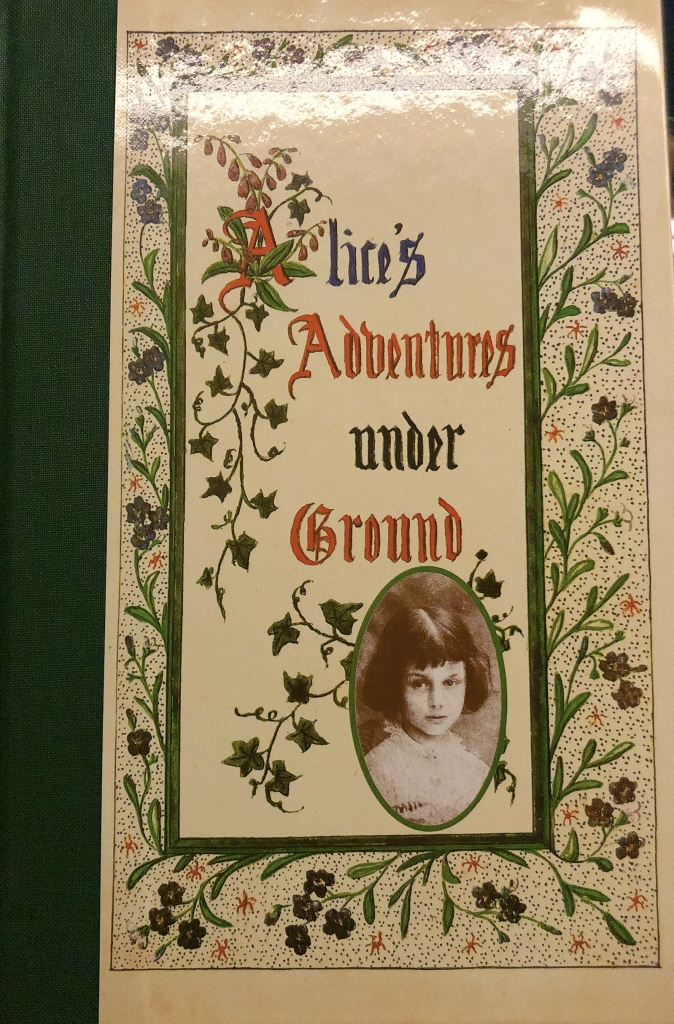 Alice's
Adventures
under
Ground